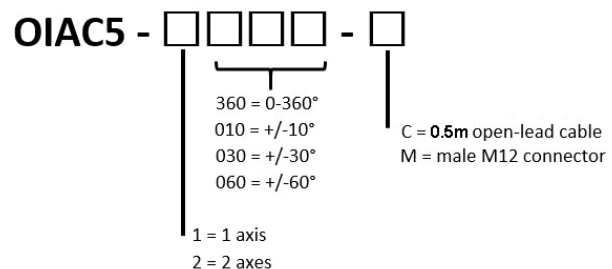 OIAC5 - □ □ □ □ - □
360 = 0-360°
010 = +/-10°
030 = +/-30°
060 = +/-60°
C = 0.5m open-lead cable
M = male M12 connector
1 = 1 axis
2 = 2 axes